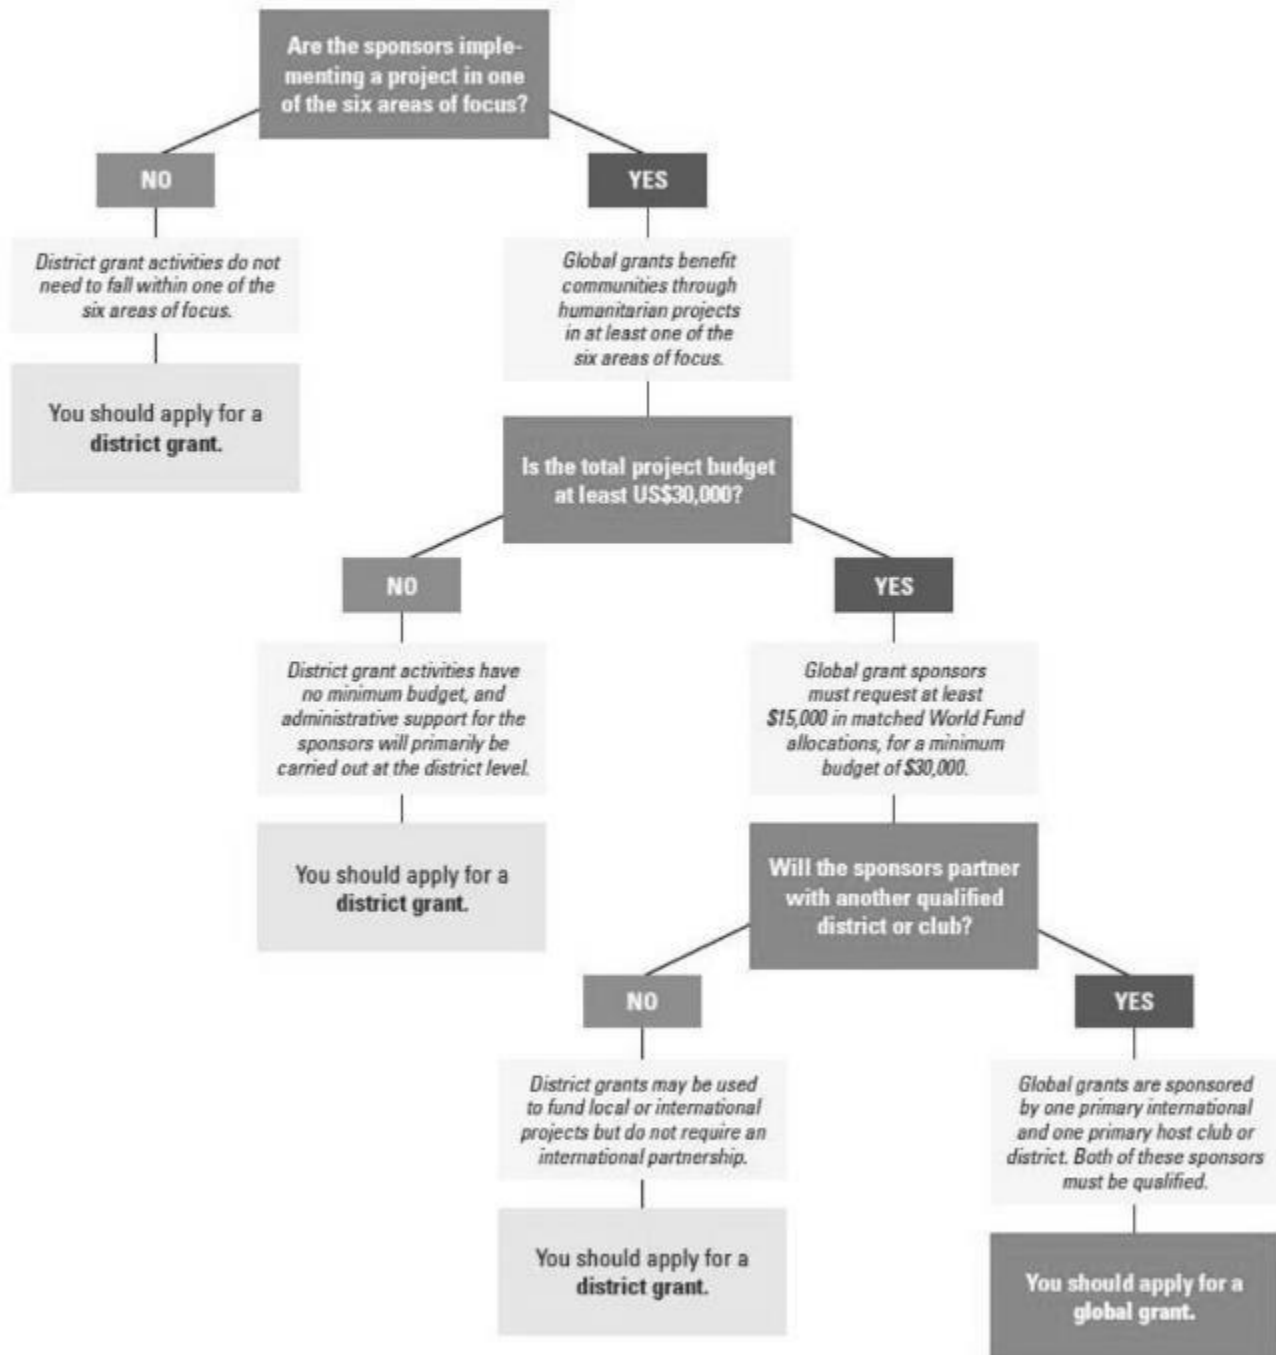 Are the sponsors imple-
menting a project in one
of the six areas of focus?
NO
YES
District grant activities do not
need to fall within one of the
six areas of focus.
Global grants benefit
communities through
humanitarian projects
in at least one of the
six areas of focus.
You should apply for a
district grant.
Is the total project budget
at least US$30,000?
NO
YES
District grant activities have
no minimum budget, and
administrative support for the
sponsors will primarily be
carried out at the district level.
Global grant sponsors
must request at least
$15,000 in matched World Fund
allocations, for a minimum
budget of $30,000.
You should apply for a
district grant.
Will the sponsors partner
with another qualified
district or club?
NO
YES
District grants may be used
to fund local or international
projects but do not require an
international partnership.
Global grants are sponsored
by one primary international
and one primary host club or
district. Both of these sponsors
must be qualified.
You should apply for a
district grant.
You should apply for a
global grant.